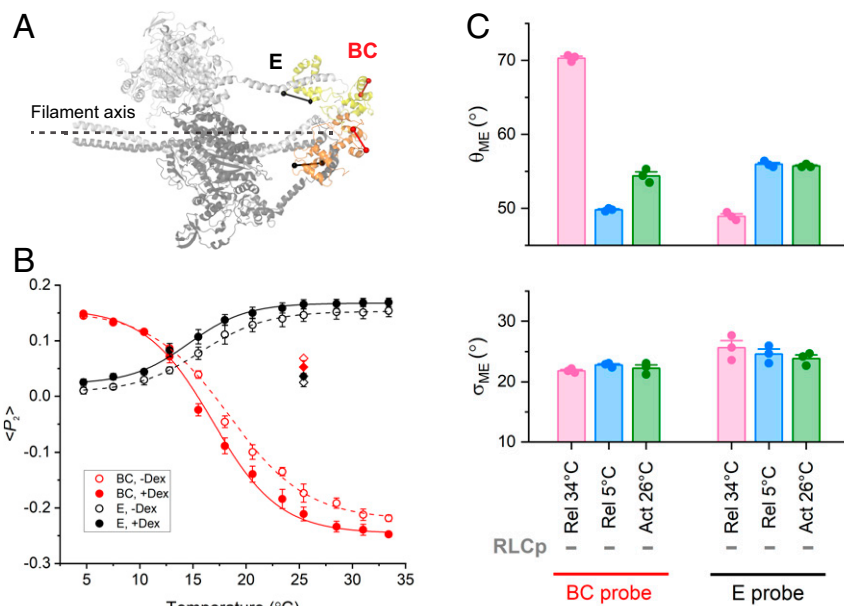 A
E
BC
Filament axis
B
<P₂>
0.2
0.1
0.0
-0.1
-0.2
-0.3
BC, -Dex
BC, +Dex
E, -Dex
E, +Dex
5
10
15
20
25
30
35
Temperature (°C)
C
θME (°)
70
60
50
σME (°)
30
20
10
Rel 34°C
Rel 5°C
Act 26°C
Rel 34°C
Rel 5°C
Act 26°C
RLCp – – – – – –
BC probe
E probe